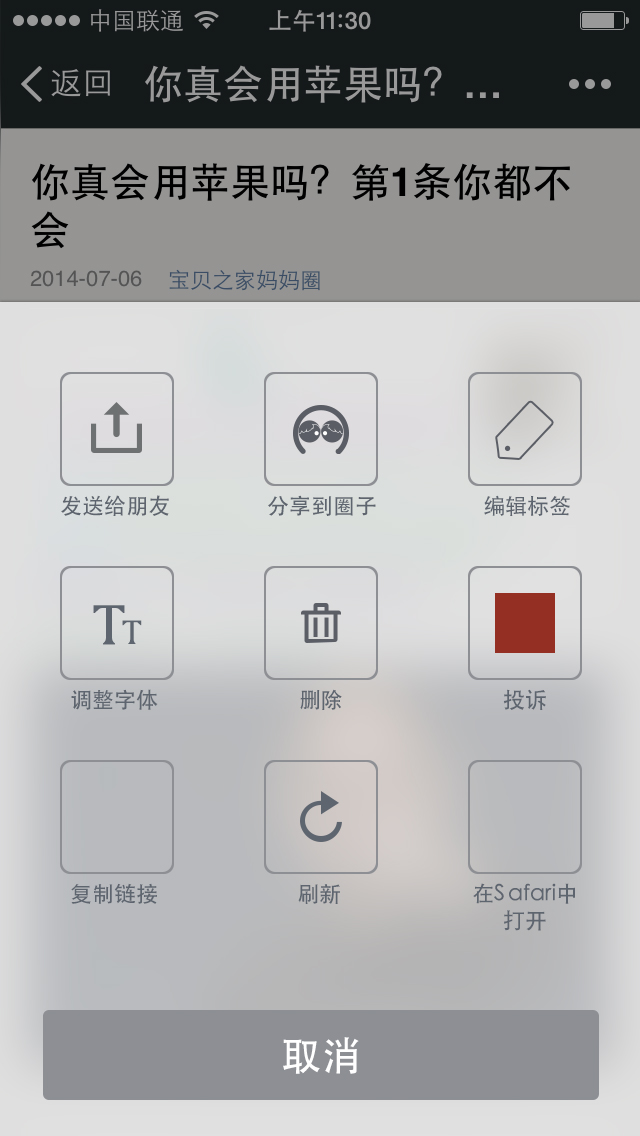 中国联通 上午11:30
返回 你真会用苹果吗？...
你真会用苹果吗？第1条你都不
会
2014-07-06 宝贝之家妈妈圈
发送给朋友 分享到圈子 编辑标签
TT
调整字体 删除 投诉
复制链接 刷新 在Safari中
打开
取消